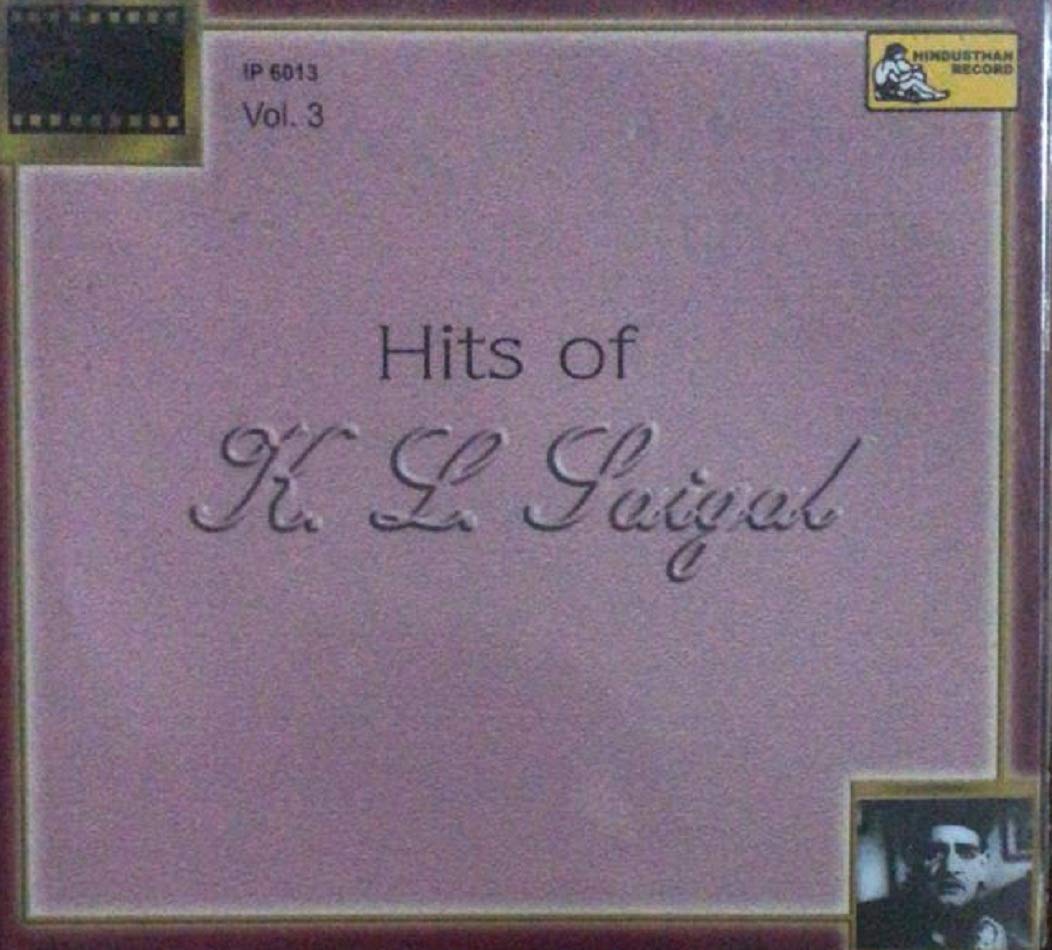 IP 6013
Vol. 3
HINDUSTHAN
RECORD
Hits of
K. L. Saigal